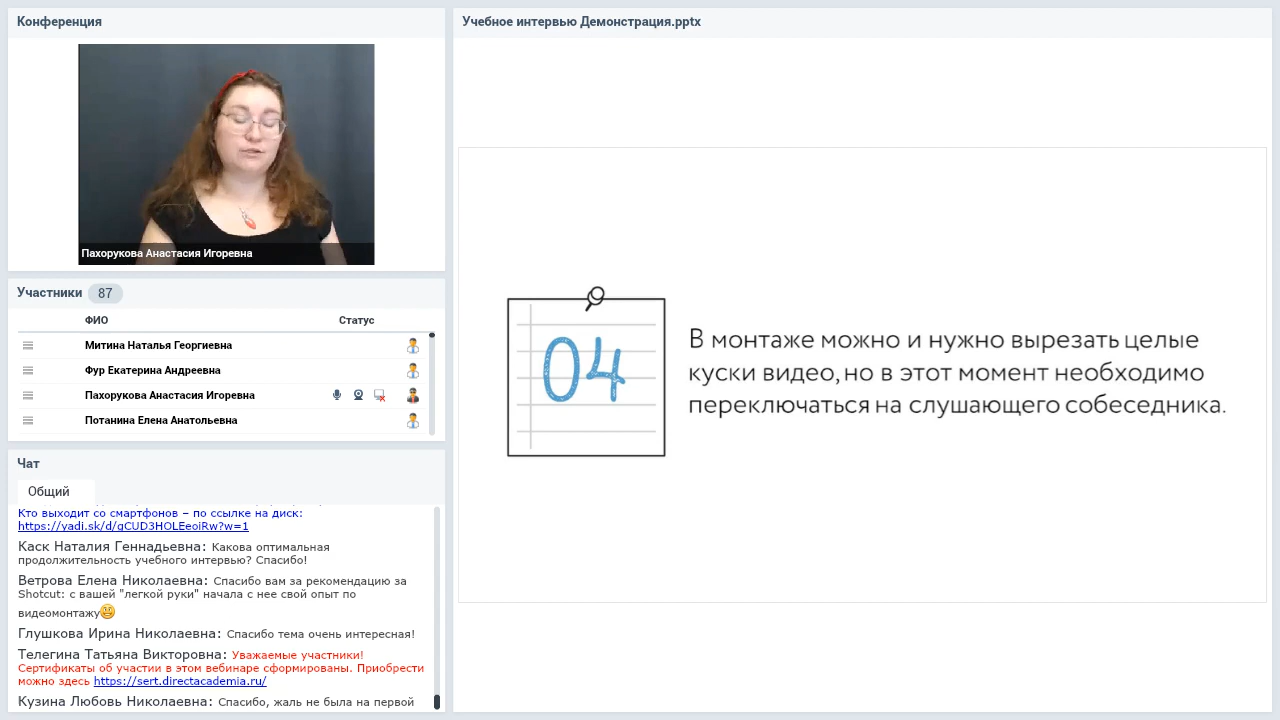 Конференция
Пахорукова Анастасия Игоревна
Участники 87
ФИО Статус
Митина Наталья Георгиевна
Фур Екатерина Андреевна
Пахорукова Анастасия Игоревна
Потанина Елена Анатольевна
Чат
Общий
Кто выходит со смартфонов – по ссылке на диск:
https://yadi.sk/d/qCUD3HOLEeoiRw?w=1
Каск Наталия Геннадьевна: Какова оптимальная
продолжительность учебного интервью? Спасибо!
Ветрова Елена Николаевна: Спасибо вам за рекомендацию за
Shotcut: с вашей "легкой руки" начала с нее свой опыт по
видеомонтажу
Глушкова Ирина Николаевна: Спасибо тема очень интересная!
Телегина Татьяна Викторовна: Уважаемые участники!
Сертификаты об участии в этом вебинаре сформированы. Приобрести
можно здесь https://sert.directacademia.ru/
Кузина Любовь Николаевна: Спасибо, жаль не была на первой
Учебное интервью Демонстрация.pptx
04
В монтаже можно и нужно вырезать целые
куски видео, но в этот момент необходимо
переключаться на слушающего собеседника.